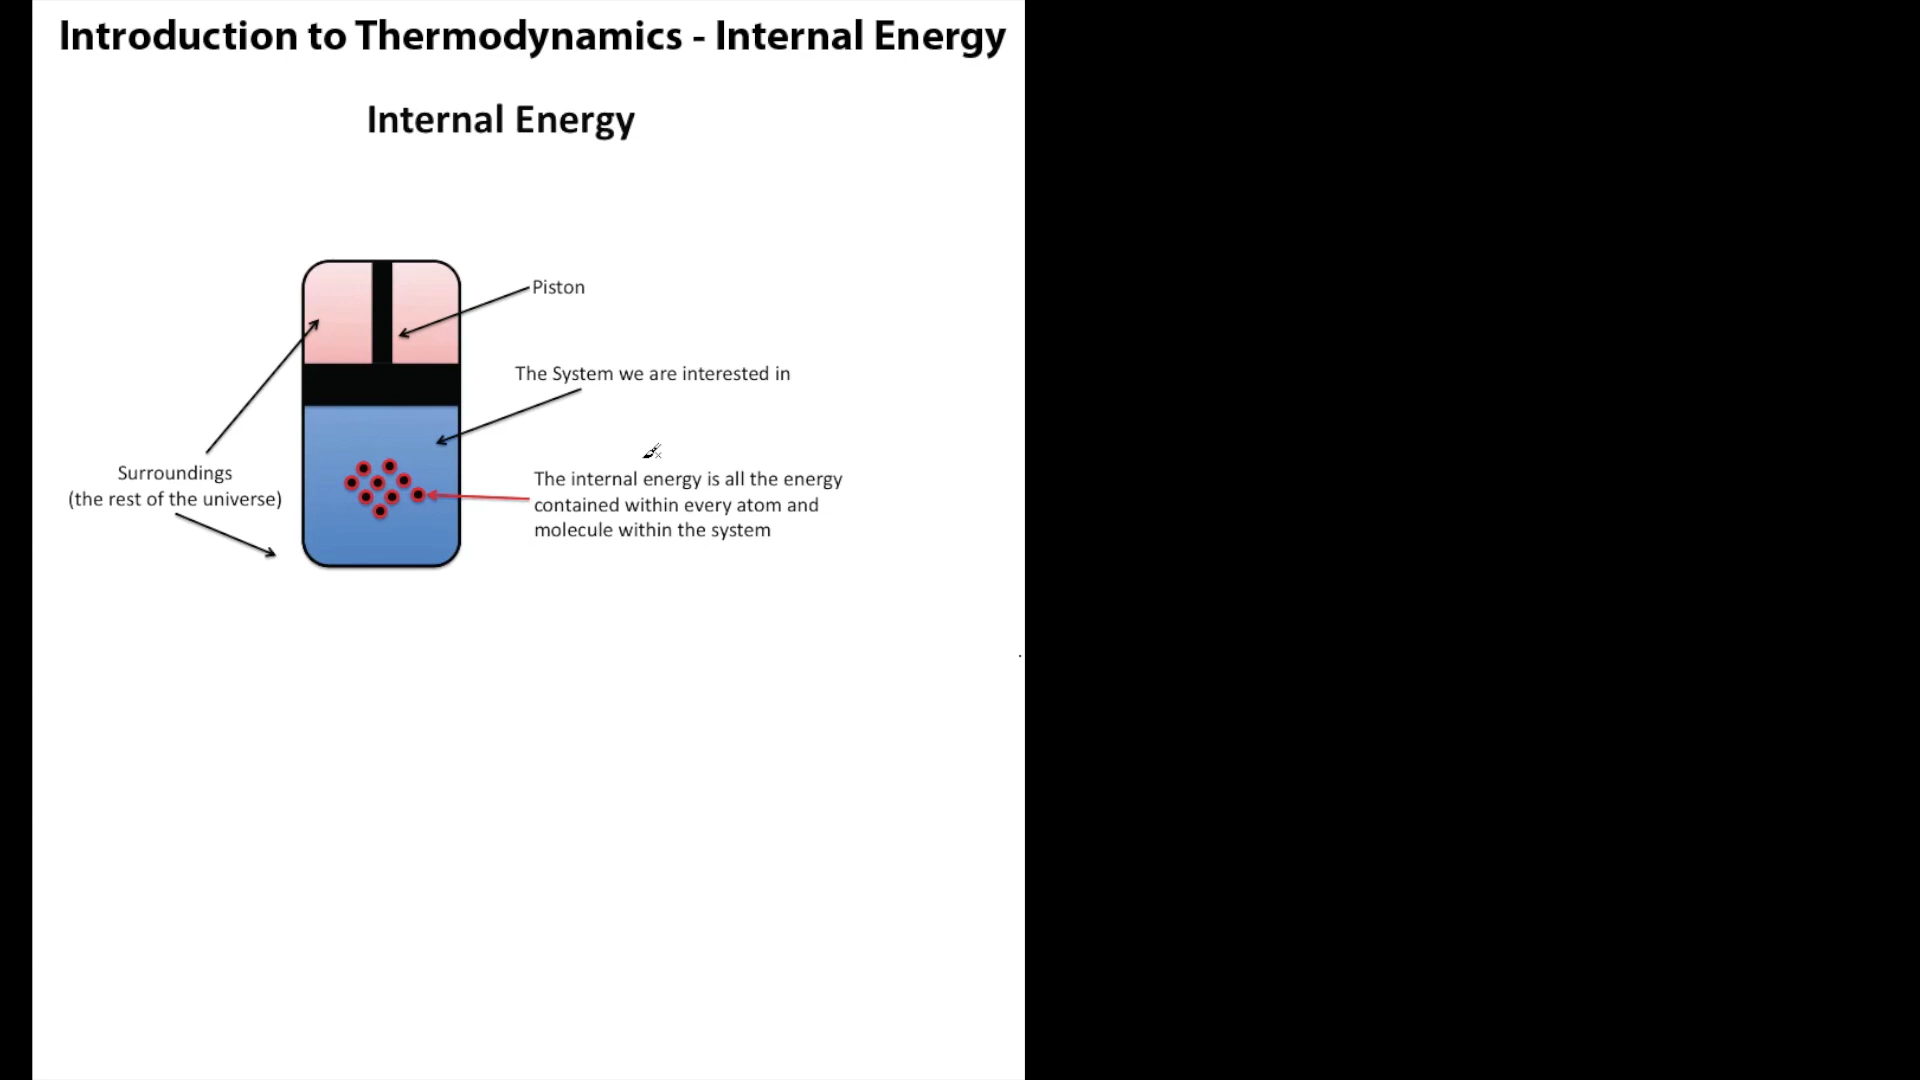 Introduction to Thermodynamics - Internal Energy
Internal Energy
Piston
The System we are interested in
Surroundings
(the rest of the universe)
The internal energy is all the energy
contained within every atom and
molecule within the system